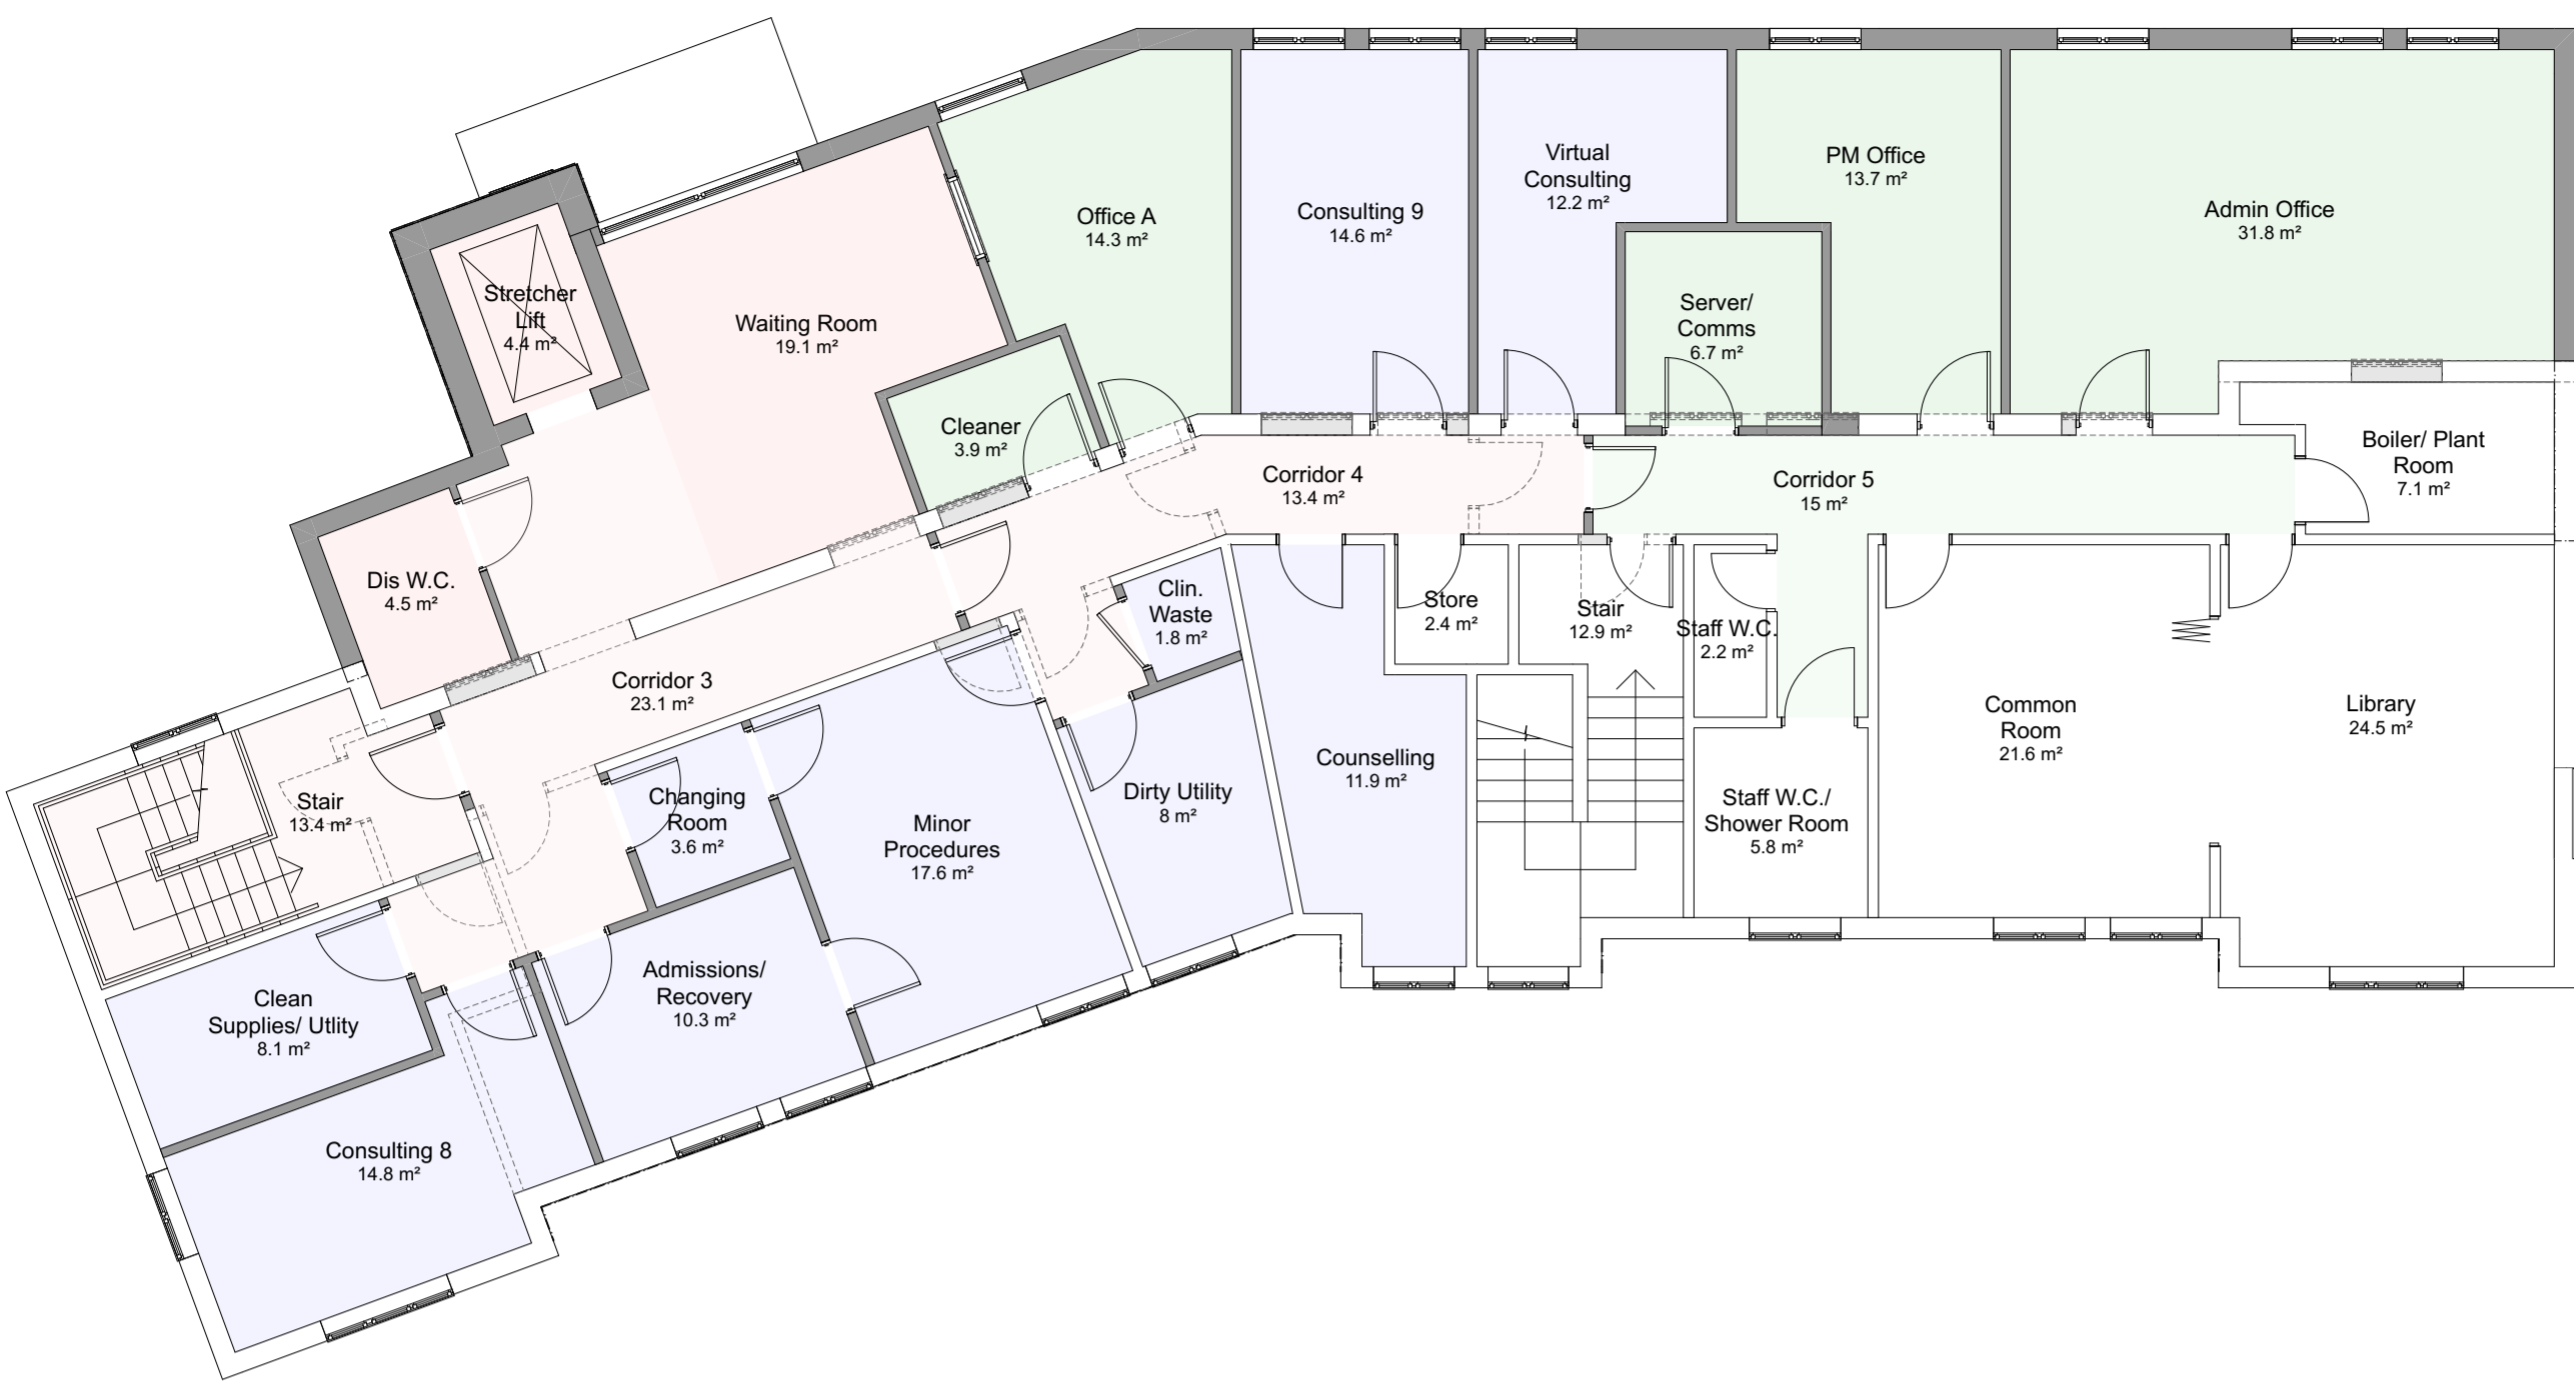 Stretcher
Lift
4.4 m²
Waiting Room
19.1 m²
Office A
14.3 m²
Consulting 9
14.6 m²
Virtual
Consulting
12.2 m²
PM Office
13.7 m²
Admin Office
31.8 m²
Server/
Comms
6.7 m²
Cleaner
3.9 m²
Corridor 4
13.4 m²
Corridor 5
15 m²
Boiler/ Plant
Room
7.1 m²
Dis W.C.
4.5 m²
Corridor 3
23.1 m²
Clin.
Waste
1.8 m²
Store
2.4 m²
Stair
12.9 m²
Staff W.C.
2.2 m²
Common
Room
21.6 m²
Library
24.5 m²
Stair
13.4 m²
Changing
Room
3.6 m²
Minor
Procedures
17.6 m²
Dirty Utility
8 m²
Counselling
11.9 m²
Staff W.C./
Shower Room
5.8 m²
Clean
Supplies/ Utlity
8.1 m²
Admissions/
Recovery
10.3 m²
Consulting 8
14.8 m²